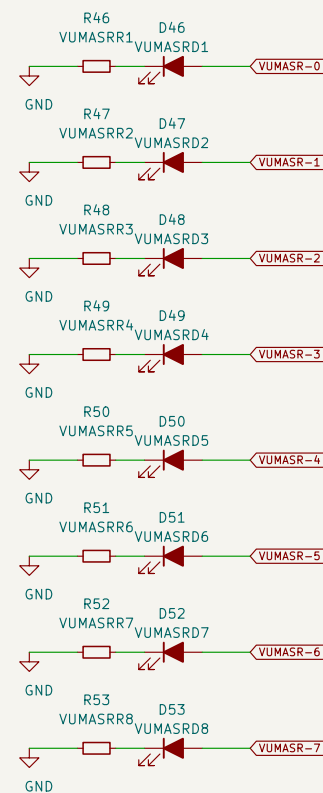 R46
VUMASRR1
D46
VUMASRD1
VUMASR-0
GND
R47
VUMASRR2
D47
VUMASRD2
VUMASR-1
GND
R48
VUMASRR3
D48
VUMASRD3
VUMASR-2
GND
R49
VUMASRR4
D49
VUMASRD4
VUMASR-3
GND
R50
VUMASRR5
D50
VUMASRD5
VUMASR-4
GND
R51
VUMASRR6
D51
VUMASRD6
VUMASR-5
GND
R52
VUMASRR7
D52
VUMASRD7
VUMASR-6
GND
R53
VUMASRR8
D53
VUMASRD8
VUMASR-7
GND